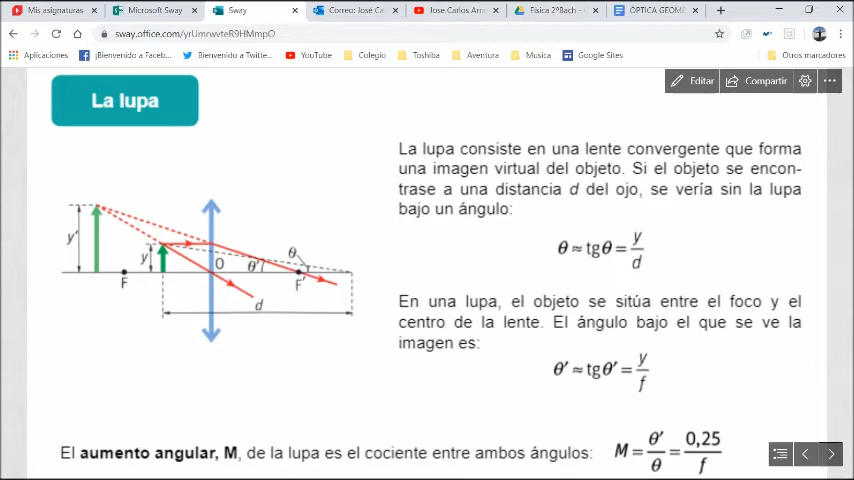 Mis asignaturas
Microsoft Sway
Sway
Correo: José Ca
Jose Carlos Arm
Física 2ºBach -
ÓPTICA GEOMÉ
sway.office.com/yrUmrwvteR9HMmpO
Aplicaciones
¡Bienvenido a Faceb...
Bienvenido a Twitte...
YouTube
Colegio
Toshiba
Aventura
Musica
Google Sites
Otros marcadores
Editar
Compartir
La lupa
La lupa consiste en una lente convergente que forma
una imagen virtual del objeto. Si el objeto se encon-
trase a una distancia d del ojo, se vería sin la lupa
bajo un ángulo:
θ ≈ tg θ = y/d
En una lupa, el objeto se sitúa entre el foco y el
centro de la lente. El ángulo bajo el que se ve la
imagen es:
θ' ≈ tg θ' = y/f
y'
y
O
θ'
θ
F
F'
d
El aumento angular, M, de la lupa es el cociente entre ambos ángulos:
M = θ'/θ = 0,25/f